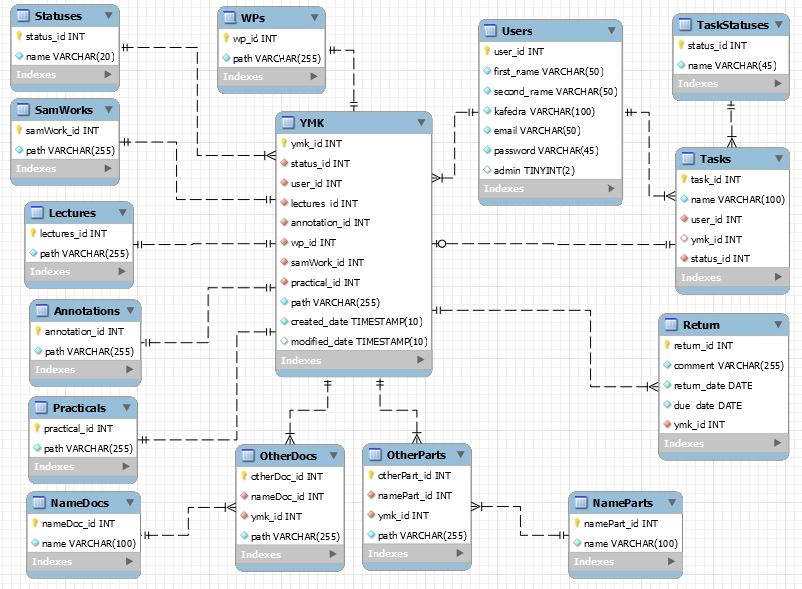 Statuses
status_id INT
name VARCHAR(20)
Indexes
WPs
wp_id INT
path VARCHAR(255)
Indexes
Users
user_id INT
first_name VARCHAR(50)
second_name VARCHAR(50)
kafedra VARCHAR(100)
email VARCHAR(50)
password VARCHAR(45)
admin TINYINT(2)
Indexes
TaskStatuses
status_id INT
name VARCHAR(45)
Indexes
SamWorks
samWork_id INT
path VARCHAR(255)
Indexes
YMK
ymk_id INT
status_id INT
user_id INT
lectures_id INT
annotation_id INT
wp_id INT
samWork_id INT
practical_id INT
path VARCHAR(255)
created_date TIMESTAMP(10)
modified_date TIMESTAMP(10)
Indexes
Tasks
task_id INT
name VARCHAR(100)
user_id INT
ymk_id INT
status_id INT
Indexes
Lectures
lectures_id INT
path VARCHAR(255)
Indexes
Annotations
annotation_id INT
path VARCHAR(255)
Indexes
Return
return_id INT
comment VARCHAR(255)
return_date DATE
due_date DATE
ymk_id INT
Indexes
Practicals
practical_id INT
path VARCHAR(255)
Indexes
OtherDocs
otherDoc_id INT
nameDoc_id INT
ymk_id INT
path VARCHAR(255)
Indexes
OtherParts
otherPart_id INT
namePart_id INT
ymk_id INT
path VARCHAR(255)
Indexes
NameDocs
nameDoc_id INT
name VARCHAR(100)
Indexes
NameParts
namePart_id INT
name VARCHAR(100)
Indexes